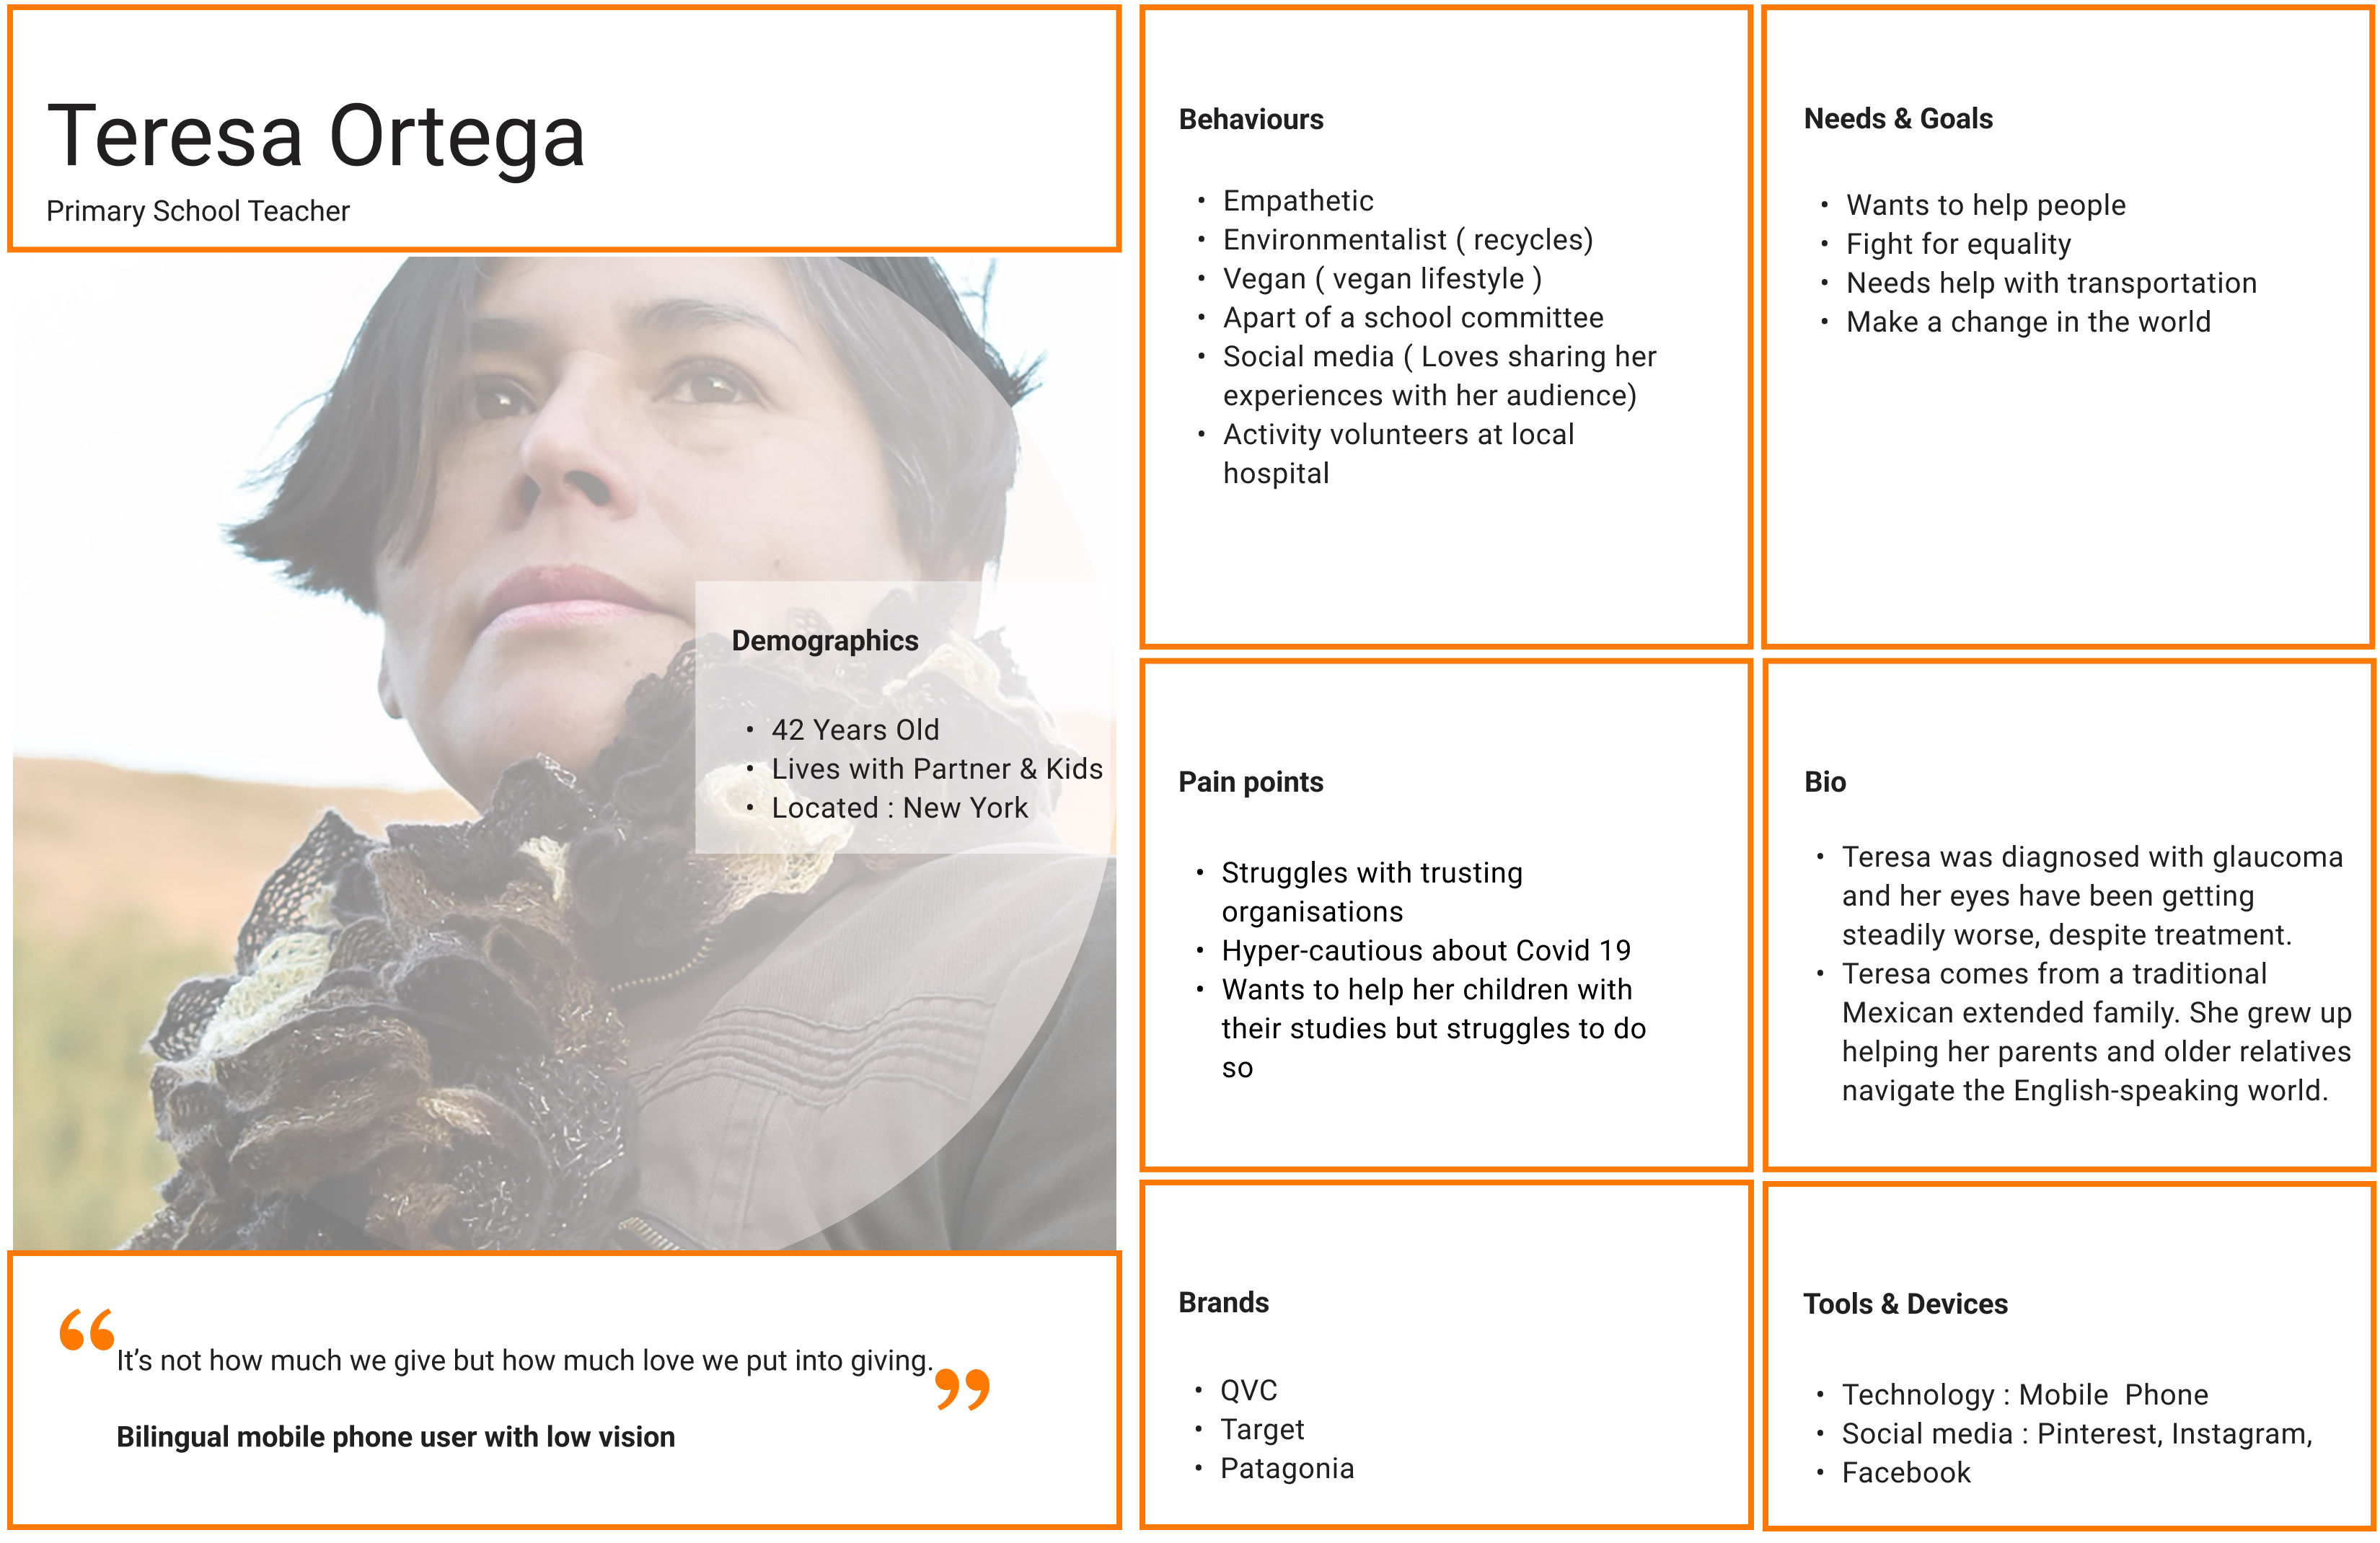 Teresa Ortega
Primary School Teacher
Demographics
• 42 Years Old
• Lives with Partner & Kids
• Located : New York
“
It’s not how much we give but how much love we put into giving.
”
Bilingual mobile phone user with low vision
Behaviours
• Empathetic
• Environmentalist ( recycles)
• Vegan ( vegan lifestyle )
• Apart of a school committee
• Social media ( Loves sharing her
experiences with her audience)
• Activity volunteers at local
hospital
Needs & Goals
• Wants to help people
• Fight for equality
• Needs help with transportation
• Make a change in the world
Pain points
• Struggles with trusting
organisations
• Hyper-cautious about Covid 19
• Wants to help her children with
their studies but struggles to do
so
Bio
• Teresa was diagnosed with glaucoma
and her eyes have been getting
steadily worse, despite treatment.
• Teresa comes from a traditional
Mexican extended family. She grew up
helping her parents and older relatives
navigate the English-speaking world.
Brands
• QVC
• Target
• Patagonia
Tools & Devices
• Technology : Mobile  Phone
• Social media : Pinterest, Instagram,
• Facebook